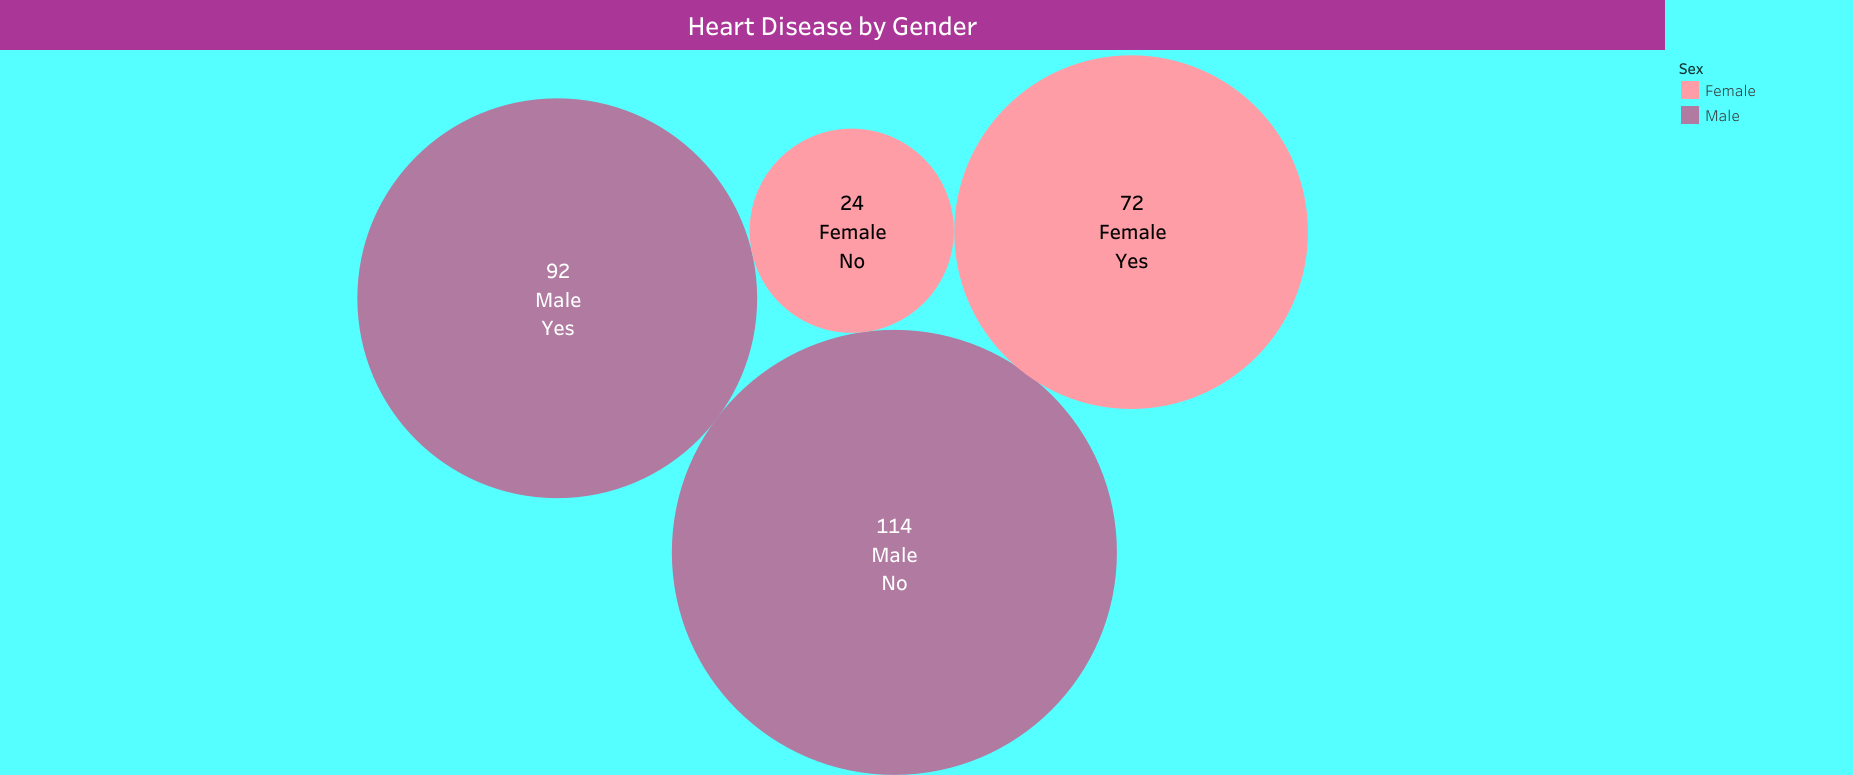 Heart Disease by Gender
Sex
Female
Male
92
Male
Yes
24
Female
No
72
Female
Yes
114
Male
No